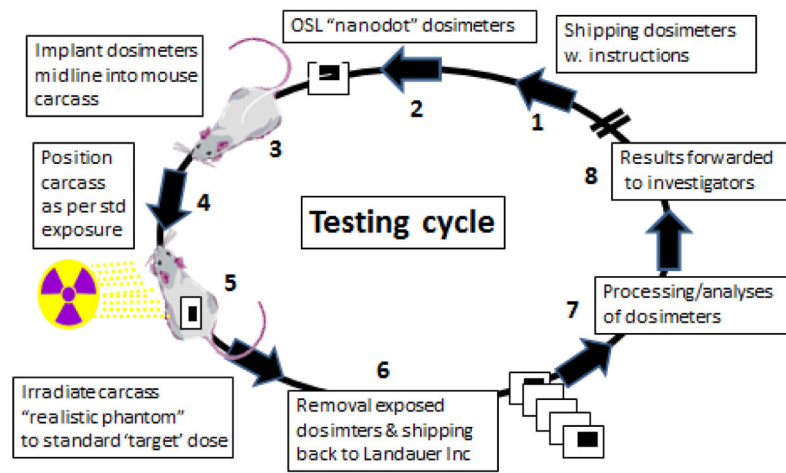 Shipping dosimeters
w. instructions
1
OSL "nanodot" dosimeters
2
Implant dosimeters
midline into mouse
carcass
3
Position
carcass
as per std
exposure
4
Testing cycle
5
Irradiate carcass
"realistic phantom"
to standard 'target' dose
6
Removal exposed
dosimters & shipping
back to Landauer Inc
7
Processing/analyses
of dosimeters
8
Results forwarded
to investigators